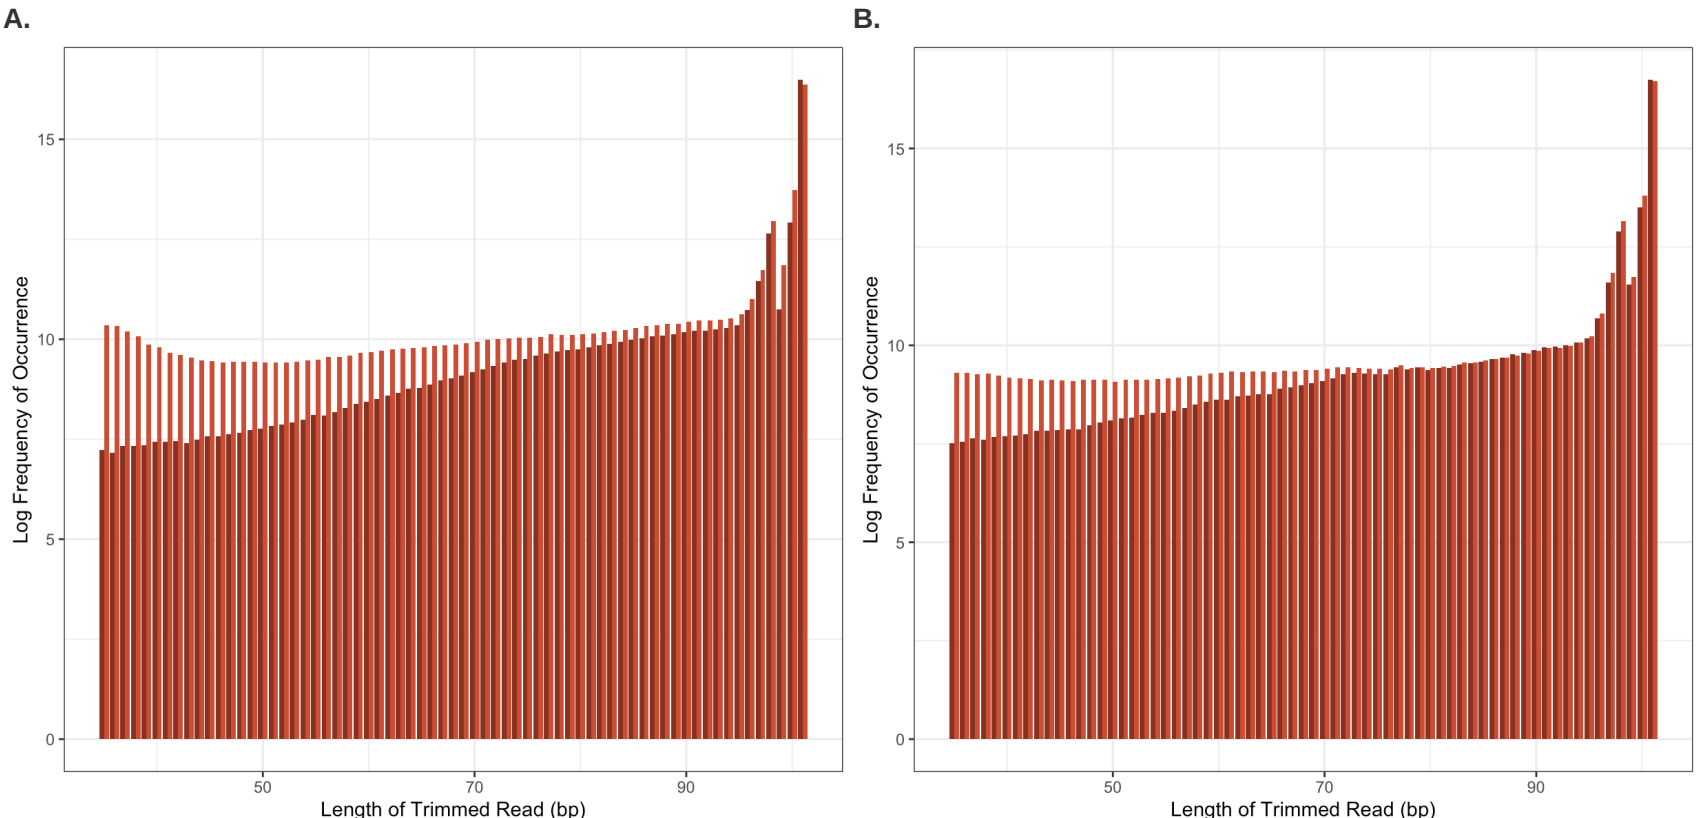 A.
B.
15
10
5
0
50
70
90
Length of Trimmed Read (bp)
Log Frequency of Occurrence
15
10
5
0
50
70
90
Length of Trimmed Read (bp)
Log Frequency of Occurrence